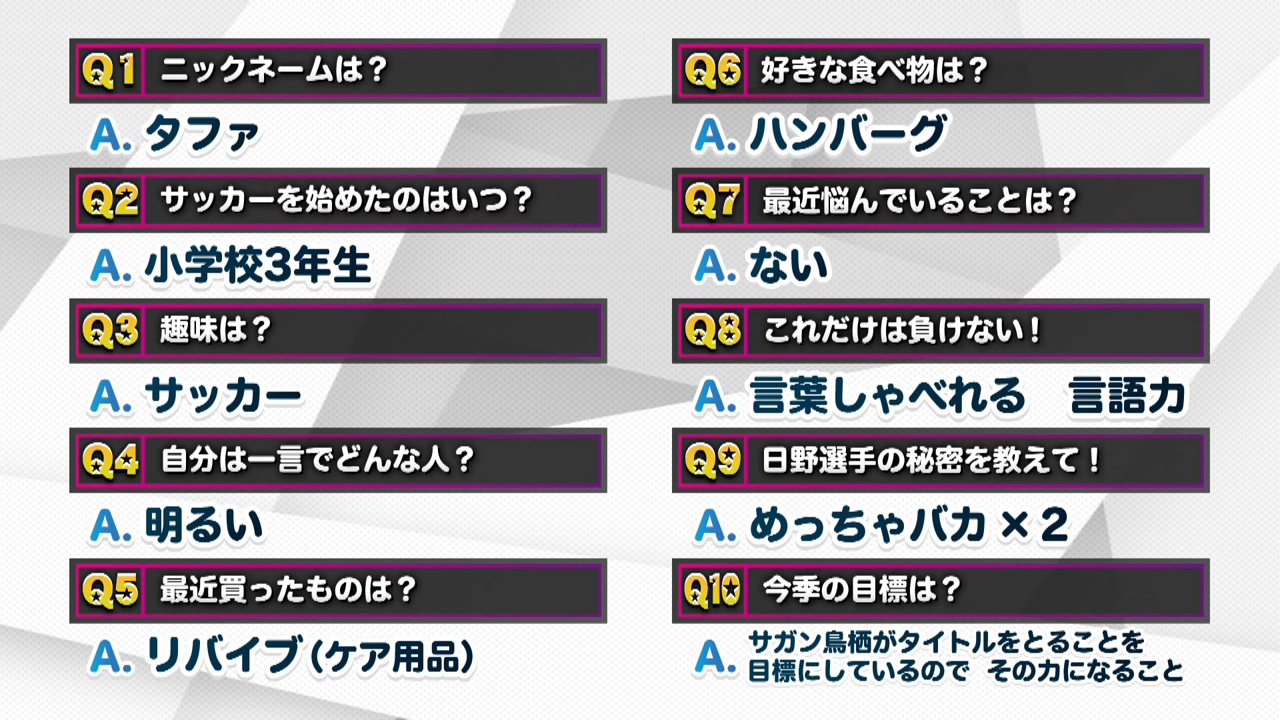 Q1 ニックネームは？
A. タファ
Q2 サッカーを始めたのはいつ？
A. 小学校3年生
Q3 趣味は？
A. サッカー
Q4 自分は一言でどんな人？
A. 明るい
Q5 最近買ったものは？
A. リバイブ（ケア用品）
Q6 好きな食べ物は？
A. ハンバーグ
Q7 最近悩んでいることは？
A. ない
Q8 これだけは負けない！
A. 言葉しゃべれる　言語力
Q9 日野選手の秘密を教えて！
A. めっちゃバカ×2
Q10 今季の目標は？
A. サガン鳥栖がタイトルをとることを
目標にしているので その力になること